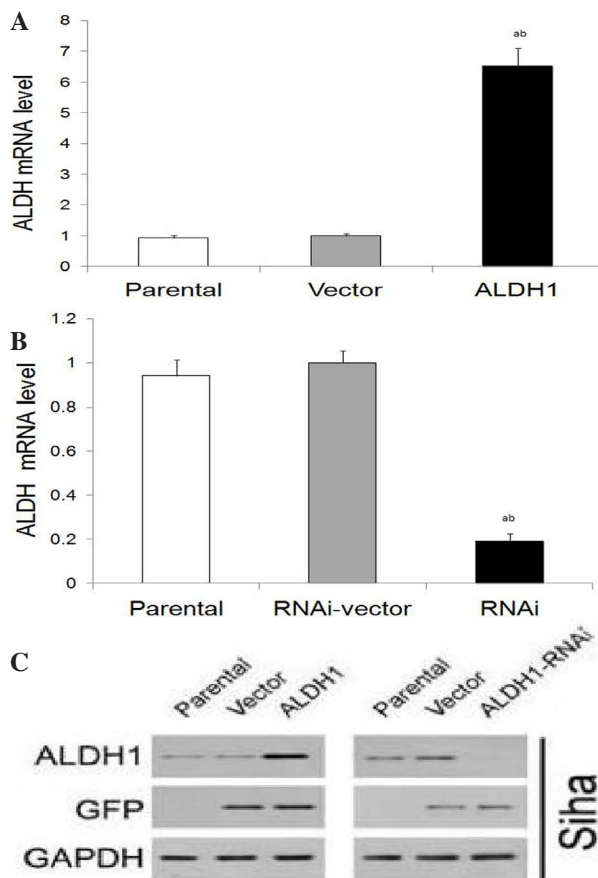 A
ALDH mRNA level
8
7
6
5
4
3
2
1
0
ab
Parental Vector ALDH1
B
ALDH mRNA level
1.2
1
0.8
0.6
0.4
0.2
0
ab
Parental RNAi-vector RNAi
C
Parental Vector ALDH1 Parental Vector ALDH1-RNAi
ALDH1
GFP
GAPDH
Siha